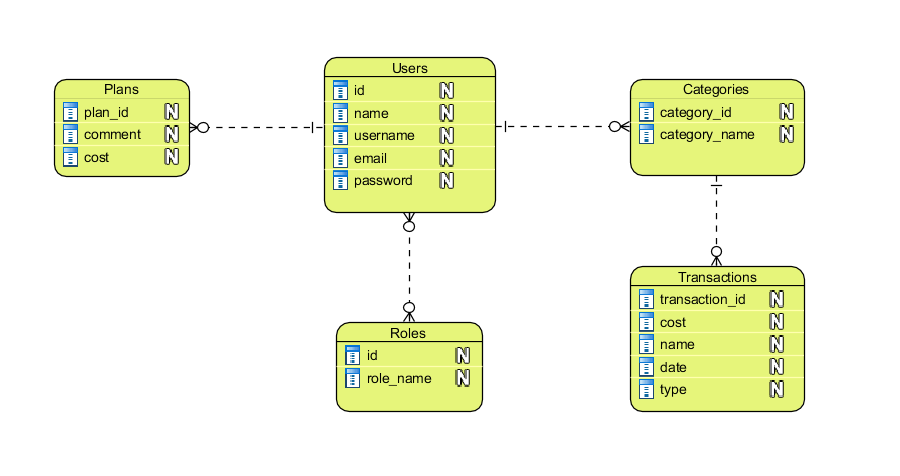 Plans
plan_id N
comment N
cost N
Users
id N
name N
username N
email N
password N
Categories
category_id N
category_name N
Roles
id N
role_name N
Transactions
transaction_id N
cost N
name N
date N
type N